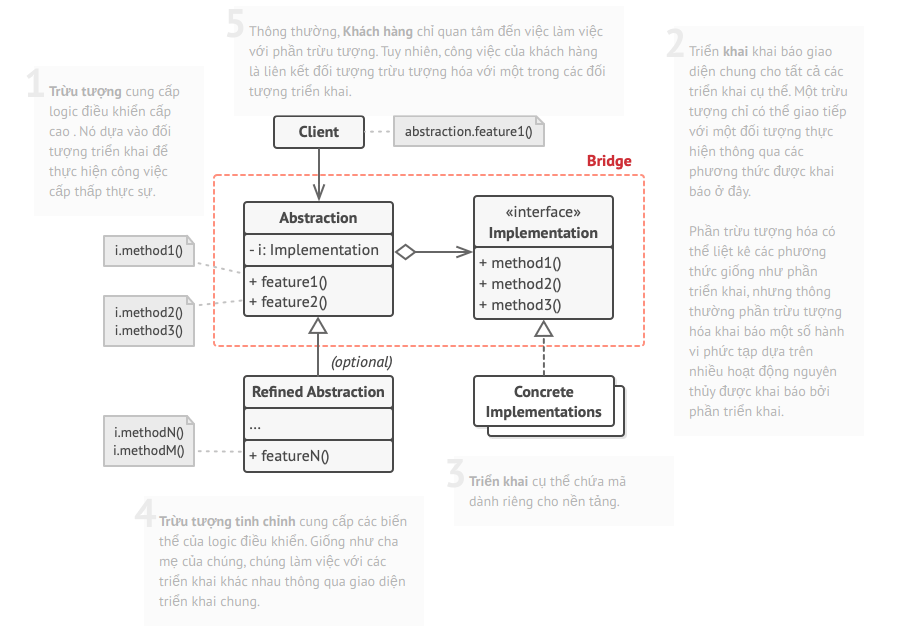 5
Thông thường, Khách hàng chỉ quan tâm đến việc làm việc
với phần trừu tượng. Tuy nhiên, công việc của khách hàng
là liên kết đối tượng trừu tượng hóa với một trong các đối
tượng triển khai.
1
Trừu tượng cung cấp
logic điều khiển cấp
cao . Nó dựa vào đối
tượng triển khai để
thực hiện công việc
cấp thấp thực sự.
2
Triển khai khai báo giao
diện chung cho tất cả các
triển khai cụ thể. Một trừu
tượng chỉ có thể giao tiếp
với một đối tượng thực
hiện thông qua các
phương thức được khai
báo ở đây.
Phần trừu tượng hóa có
thể liệt kê các phương
thức giống như phần
triển khai, nhưng thông
thường phần trừu tượng
hóa khai báo một số hành
vi phức tạp dựa trên
nhiều hoạt động nguyên
thủy được khai báo bởi
phần triển khai.
Client
abstraction.feature1()
Bridge
Abstraction
- i: Implementation
+ feature1()
+ feature2()
«interface»
Implementation
+ method1()
+ method2()
+ method3()
i.method1()
i.method2()
i.method3()
(optional)
Refined Abstraction
...
+ featureN()
Concrete
Implementations
i.methodN()
i.methodM()
3
Triển khai cụ thể chứa mã
dành riêng cho nền tảng.
4
Trừu tượng tinh chỉnh cung cấp các biến
thể của logic điều khiển. Giống như cha
mẹ của chúng, chúng làm việc với các
triển khai khác nhau thông qua giao diện
triển khai chung.